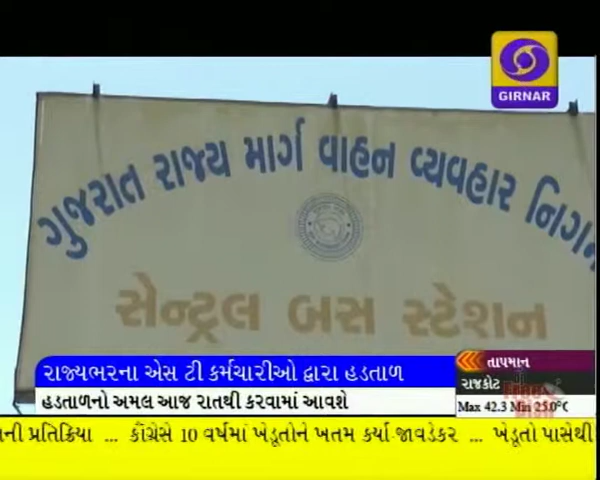 GIRNAR
ગુજરાત રાજ્ય માર્ગ વાહન વ્યવહાર નિગમ
સેન્ટ્રલ બસ સ્ટેશન
રાજ્યભરના એસ ટી કર્મચારીઓ દ્વારા હડતાળ
હડતાળનો અમલ આજ રાતથી કરવામાં આવશે
તાપમાન
રાજકોટ
Max 42.3 Min 25.0°C
ની પ્રતિક્રિયા ... કોંગ્રેસે 10 વર્ષમાં ખેડૂતોને ખતમ કર્યા-જાવડેકર ... ખેડૂતો પાસેથી